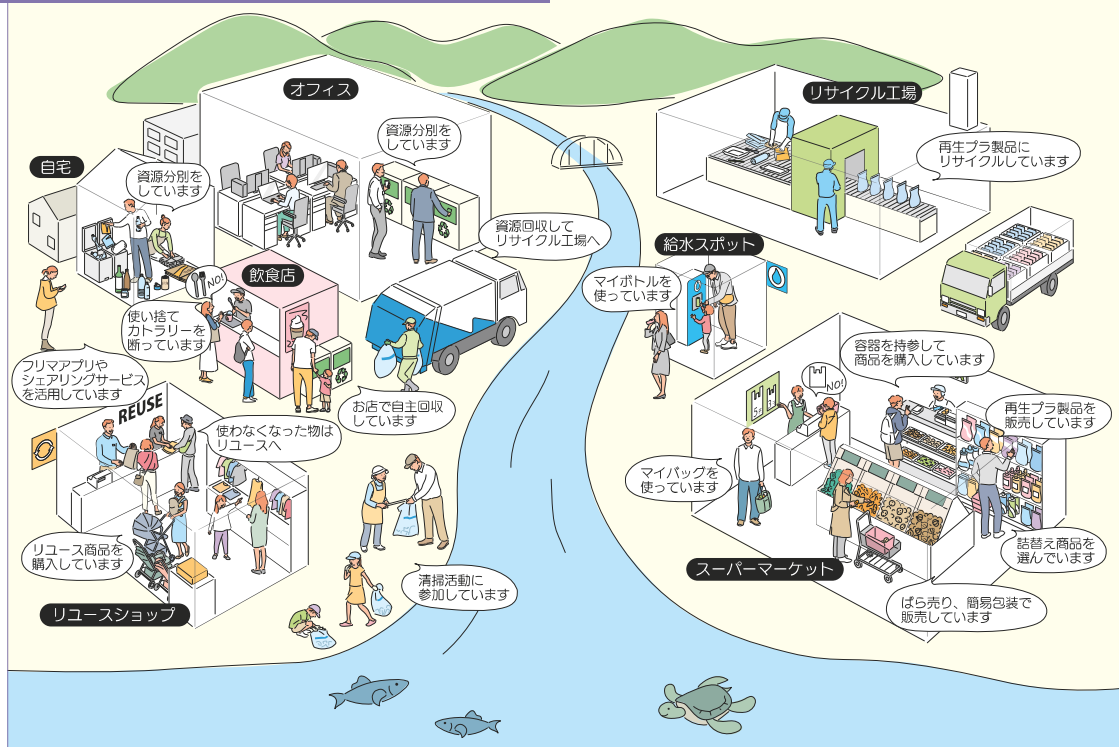 オフィス
資源分別を
しています
自宅
資源分別を
しています
資源回収して
リサイクル工場へ
飲食店
NO!
使い捨て
カトラリーを
断っています
フリマアプリや
シェアリングサービス
を活用しています
お店で自主回収
しています
REUSE
使わなくなった物は
リユースへ
リユース商品を
購入しています
リユースショップ
清掃活動に
参加しています
リサイクル工場
再生プラ製品に
リサイクルしています
給水スポット
マイボトルを
使っています
容器を持参して
商品を購入しています
NO!
再生プラ製品を
販売しています
マイバッグを
使っています
詰替え商品を
選んでいます
スーパーマーケット
ばら売り、簡易包装で
販売しています